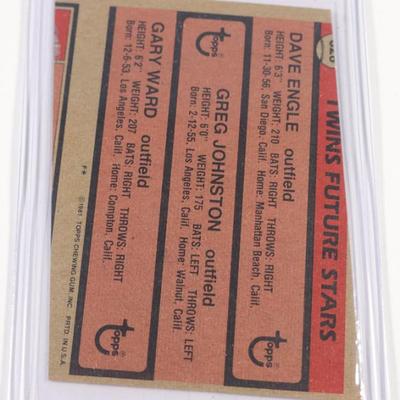 TWINS FUTURE STARS
DAVE ENGLE outfield
HEIGHT: 6'3" WEIGHT: 210 BATS: RIGHT THROWS: RIGHT
Born: 11-30-56, San Diego, Calif. Home: Manhattan Beach, Calif.
Topps®
GREG JOHNSTON outfield
HEIGHT: 6'0" WEIGHT: 175 BATS: LEFT THROWS: LEFT
Born: 2-12-55, Los Angeles, Calif. Home: Walnut, Calif.
Topps®
GARY WARD outfield
HEIGHT: 6'2" WEIGHT: 207 BATS: RIGHT THROWS: RIGHT
Born: 12-6-53, Los Angeles, Calif. Home: Compton, Calif.
Topps®
© 1981 TOPPS CHEWING GUM, INC. PRTD. IN U.S.A.